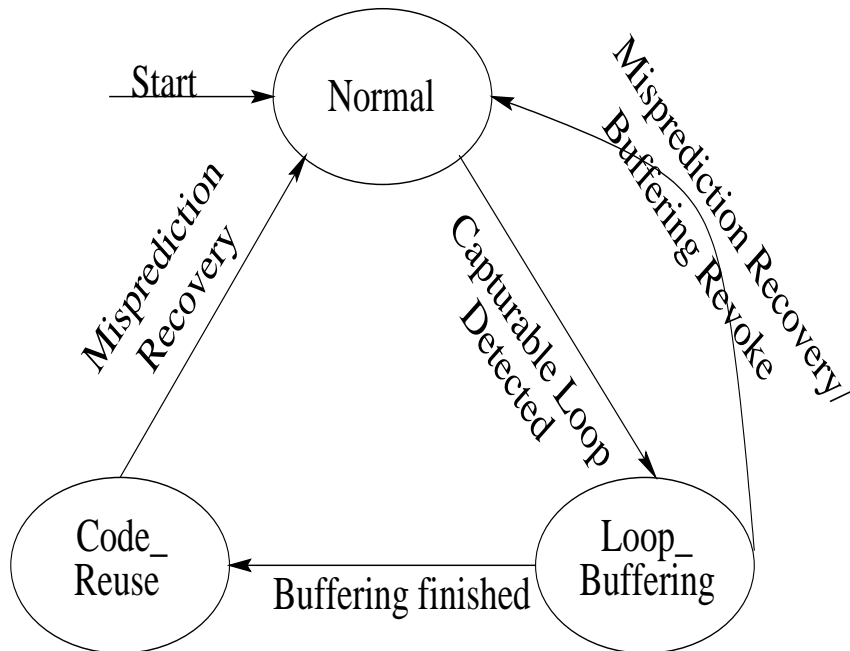 Start
Normal
Misprediction Recovery/
Buffering Revoke
Misprediction
Recovery
Capturable Loop
Detected
Code_
Reuse
Loop_
Buffering
Buffering finished